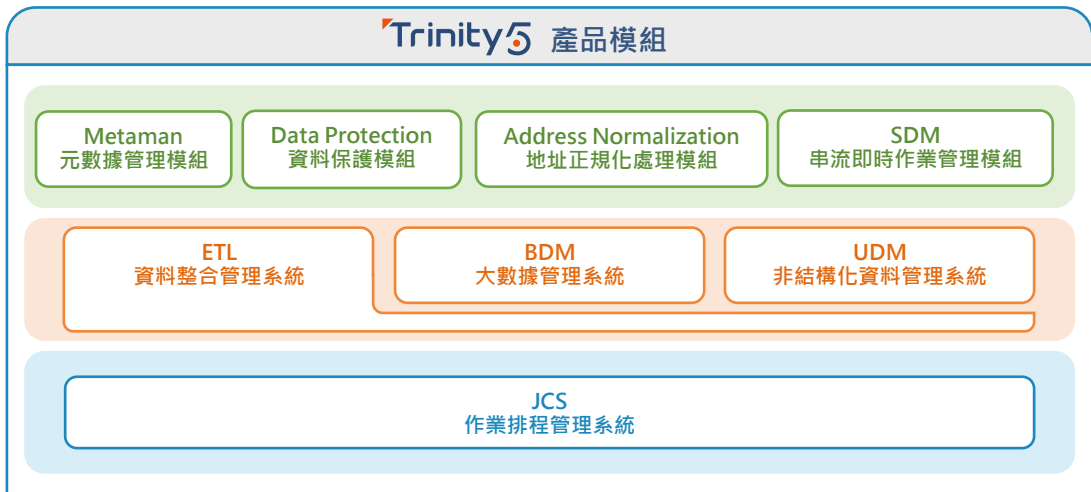 Trinity5 產品模組
Metaman
元數據管理模組
Data Protection
資料保護模組
Address Normalization
地址正規化處理模組
SDM
串流即時作業管理模組
ETL
資料整合管理系統
BDM
大數據管理系統
UDM
非結構化資料管理系統
JCS
作業排程管理系統